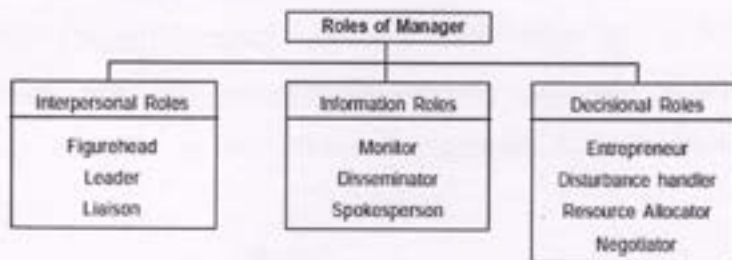 Roles of Manager
Interpersonal Roles
Figurehead
Leader
Liaison
Information Roles
Monitor
Disseminator
Spokesperson
Decisional Roles
Entrepreneur
Disturbance handler
Resource Allocator
Negotiator